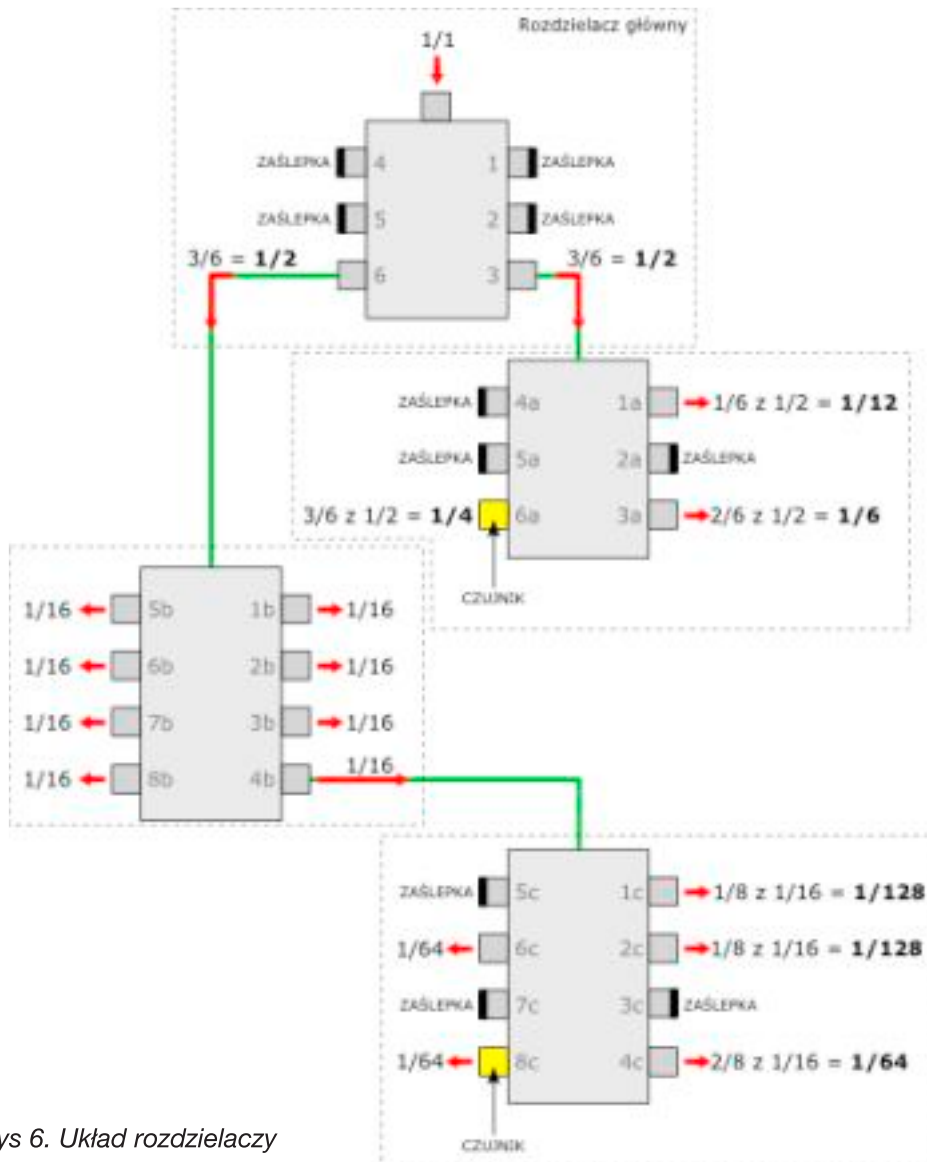 Rozdzielacz główny
1/1
ZAŚLEPKA 4 1 ZAŚLEPKA
ZAŚLEPKA 5 2 ZAŚLEPKA
3/6 = 1/2 3/6 = 1/2
6 3
ZAŚLEPKA 4a 1a 1/6 z 1/2 = 1/12
ZAŚLEPKA 5a 2a ZAŚLEPKA
3/6 z 1/2 = 1/4 6a 3a 2/6 z 1/2 = 1/6
CZUJNIK
1/16 5b 1b 1/16
1/16 6b 2b 1/16
1/16 7b 3b 1/16
1/16 8b 4b 1/16
ZAŚLEPKA 5c 1c 1/8 z 1/16 = 1/128
1/64 6c 2c 1/8 z 1/16 = 1/128
ZAŚLEPKA 7c 3c ZAŚLEPKA
1/64 8c 4c 2/8 z 1/16 = 1/64
CZUJNIK
ys 6. Układ rozdzielaczy